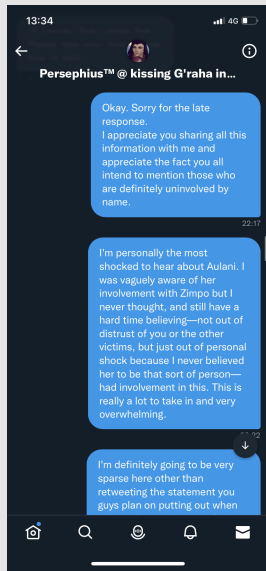 13:34
4G
Persephius™ @ kissing G'raha in...
Okay. Sorry for the late
response.
I appreciate you sharing all this
information with me and
appreciate the fact you all
intend to mention those who
are definitely uninvolved by
name.
22:17
I'm personally the most
shocked to hear about Aulani. I
was vaguely aware of her
involvement with Zimpo but I
never thought, and still have a
hard time believing—not out of
distrust of you or the other
victims, but just out of personal
shock because I never believed
her to be that sort of person—
had involvement in this. This is
really a lot to take in and very
overwhelming.
I'm definitely going to be very
sparse here other than
retweeting the statement you
guys plan on putting out when